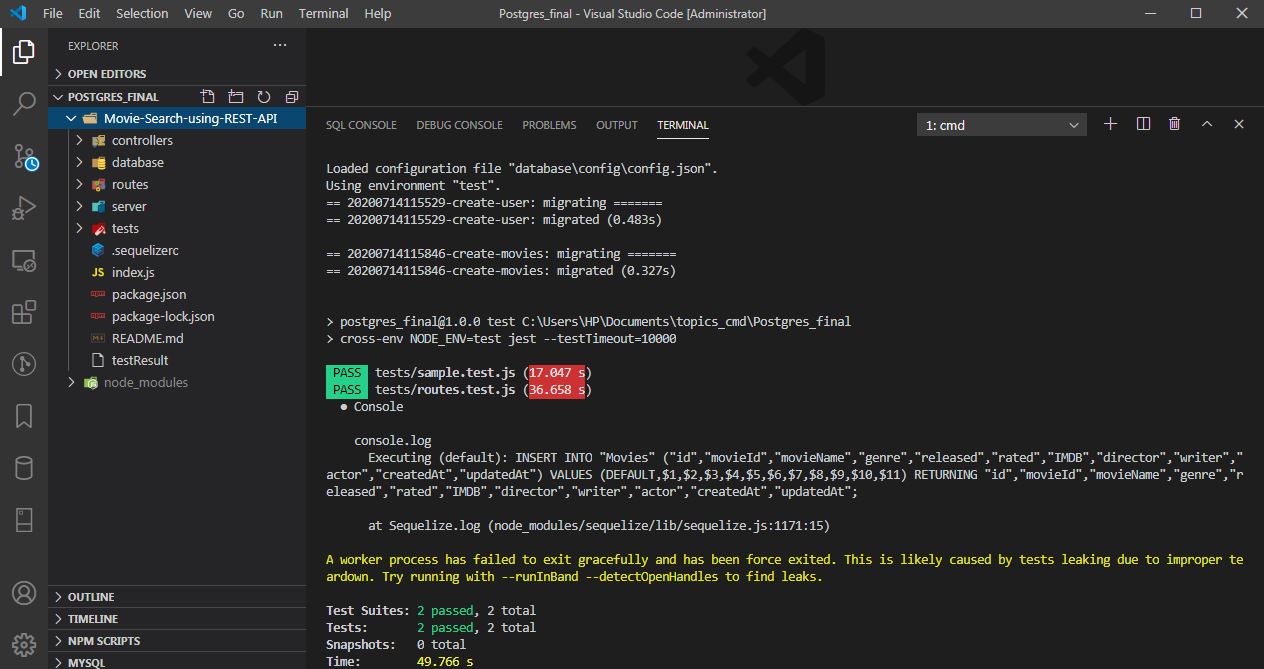 File Edit Selection View Go Run Terminal Help Postgres_final - Visual Studio Code [Administrator]
EXPLORER
OPEN EDITORS
POSTGRES_FINAL
Movie-Search-using-REST-API
controllers
database
routes
server
tests
.sequelizerc
JS index.js
package.json
package-lock.json
README.md
testResult
node_modules
OUTLINE
TIMELINE
NPM SCRIPTS
MYSQL
SQL CONSOLE DEBUG CONSOLE PROBLEMS OUTPUT TERMINAL 1: cmd
Loaded configuration file "database\config\config.json".
Using environment "test".
== 20200714115529-create-user: migrating =======
== 20200714115529-create-user: migrated (0.483s)
== 20200714115846-create-movies: migrating =======
== 20200714115846-create-movies: migrated (0.327s)
> postgres_final@1.0.0 test C:\Users\HP\Documents\topics_cmd\Postgres_final
> cross-env NODE_ENV=test jest --testTimeout=10000
PASS tests/sample.test.js (17.047 s)
PASS tests/routes.test.js (36.658 s)
● Console
console.log
Executing (default): INSERT INTO "Movies" ("id","movieId","movieName","genre","released","rated","IMDB","director","writer","
actor","createdAt","updatedAt") VALUES (DEFAULT,$1,$2,$3,$4,$5,$6,$7,$8,$9,$10,$11) RETURNING "id","movieId","movieName","genre","r
eleased","rated","IMDB","director","writer","actor","createdAt","updatedAt";
at Sequelize.log (node_modules/sequelize/lib/sequelize.js:1171:15)
A worker process has failed to exit gracefully and has been force exited. This is likely caused by tests leaking due to improper te
ardown. Try running with --runInBand --detectOpenHandles to find leaks.
Test Suites: 2 passed, 2 total
Tests: 2 passed, 2 total
Snapshots: 0 total
Time: 49.766 s